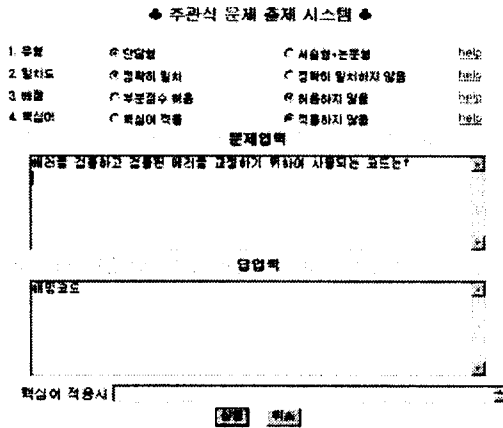 ♣ 주관식 문제 출제 시스템 ♣
1. 유형 단답형 서술형·논문형 help
2. 일치도 정확히 일치 정확히 일치하지 않음 help
3. 배점 부분점수 허용 허용하지 않음 help
4. 핵심어 핵심어 적용 적용하지 않음 help
문제입력
에러를 검출하고 검출된 에러를 교정하기 위하여 사용되는 코드는?
답입력
해밍코드
핵심어 적용시
취소